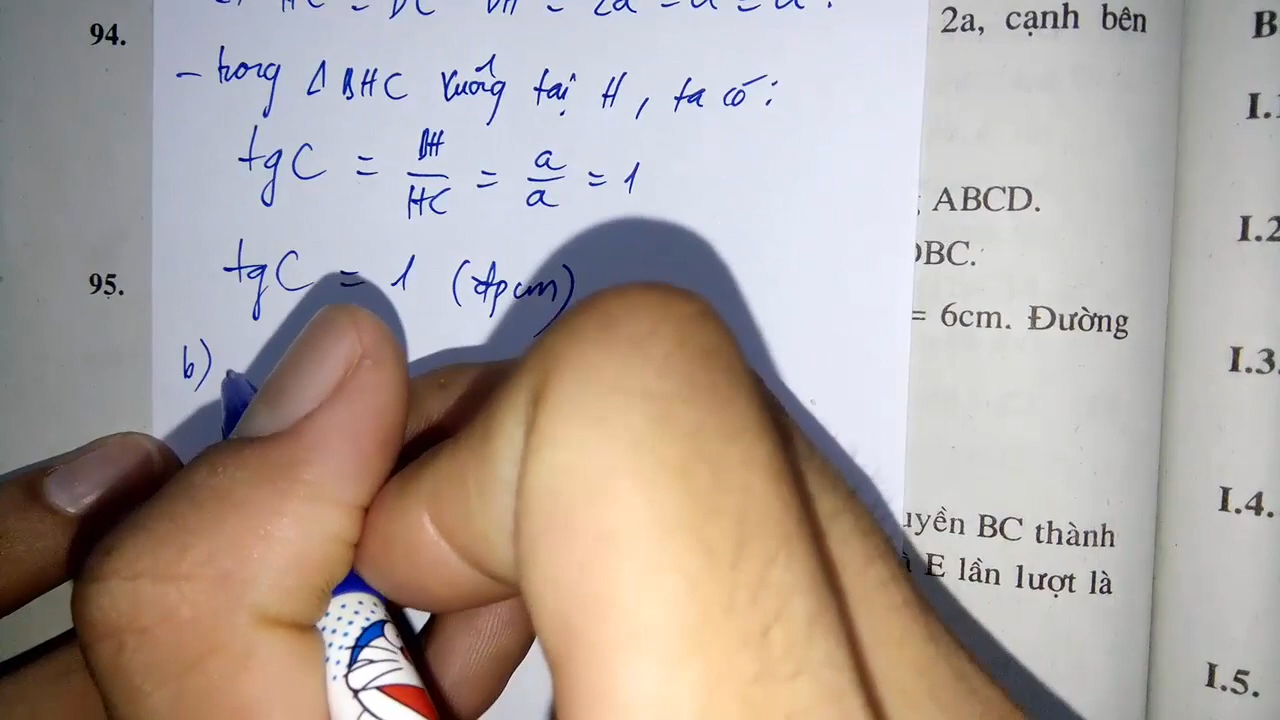 94.
2a, cạnh bên
B
- trong Δ BHC vuông tại H, ta có:
I.1
tgC = BH/HC = a/a = 1
ABCD.
I.2
BC.
95.
tgC = 1 (đpcm)
= 6cm. Đường
b)
I.3.
I.4.
uyền BC thành
E lần lượt là
I.5.